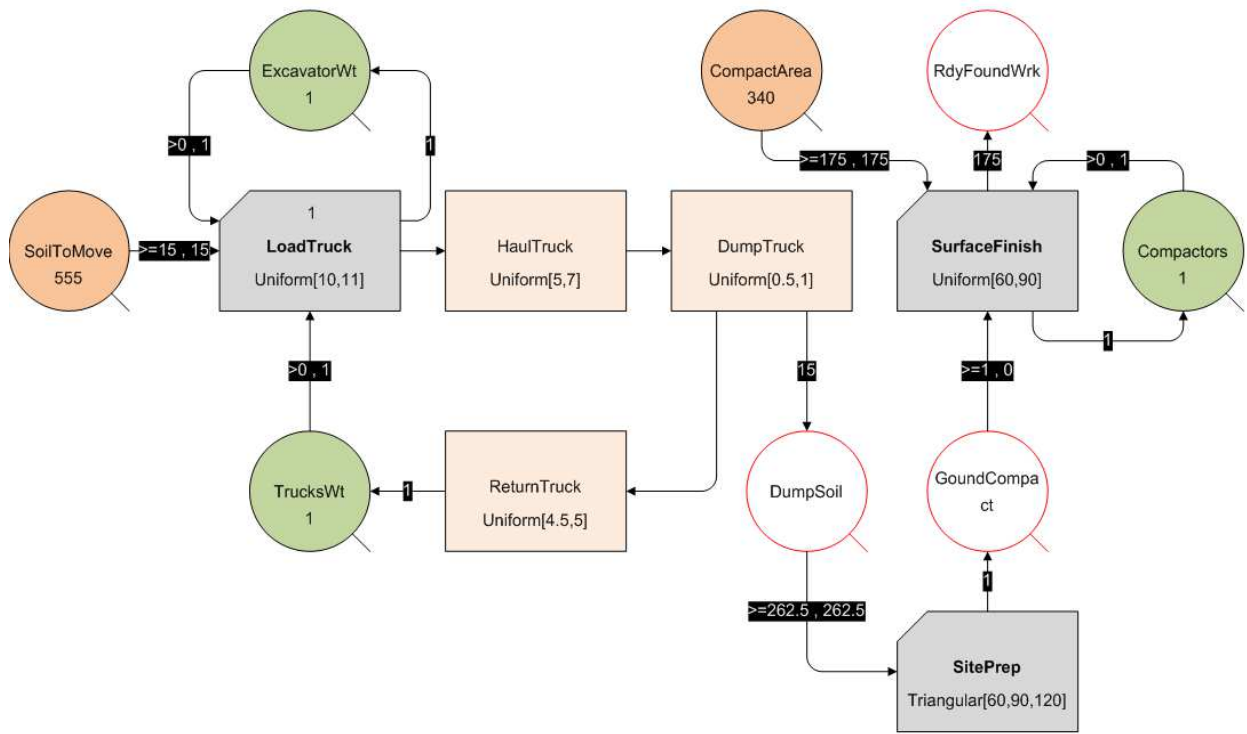 ExcavatorWt
1
CompactArea
340
RdyFoundWrk
>0 , 1
1
>=175 , 175
175
>0 , 1
SoilToMove
555
>=15 , 15
1
LoadTruck
Uniform[10,11]
HaulTruck
Uniform[5,7]
DumpTruck
Uniform[0.5,1]
SurfaceFinish
Uniform[60,90]
Compactors
1
1
>0 , 1
15
>=1 , 0
TrucksWt
1
1
ReturnTruck
Uniform[4.5,5]
DumpSoil
GoundCompa
ct
>=262.5 , 262.5
1
SitePrep
Triangular[60,90,120]